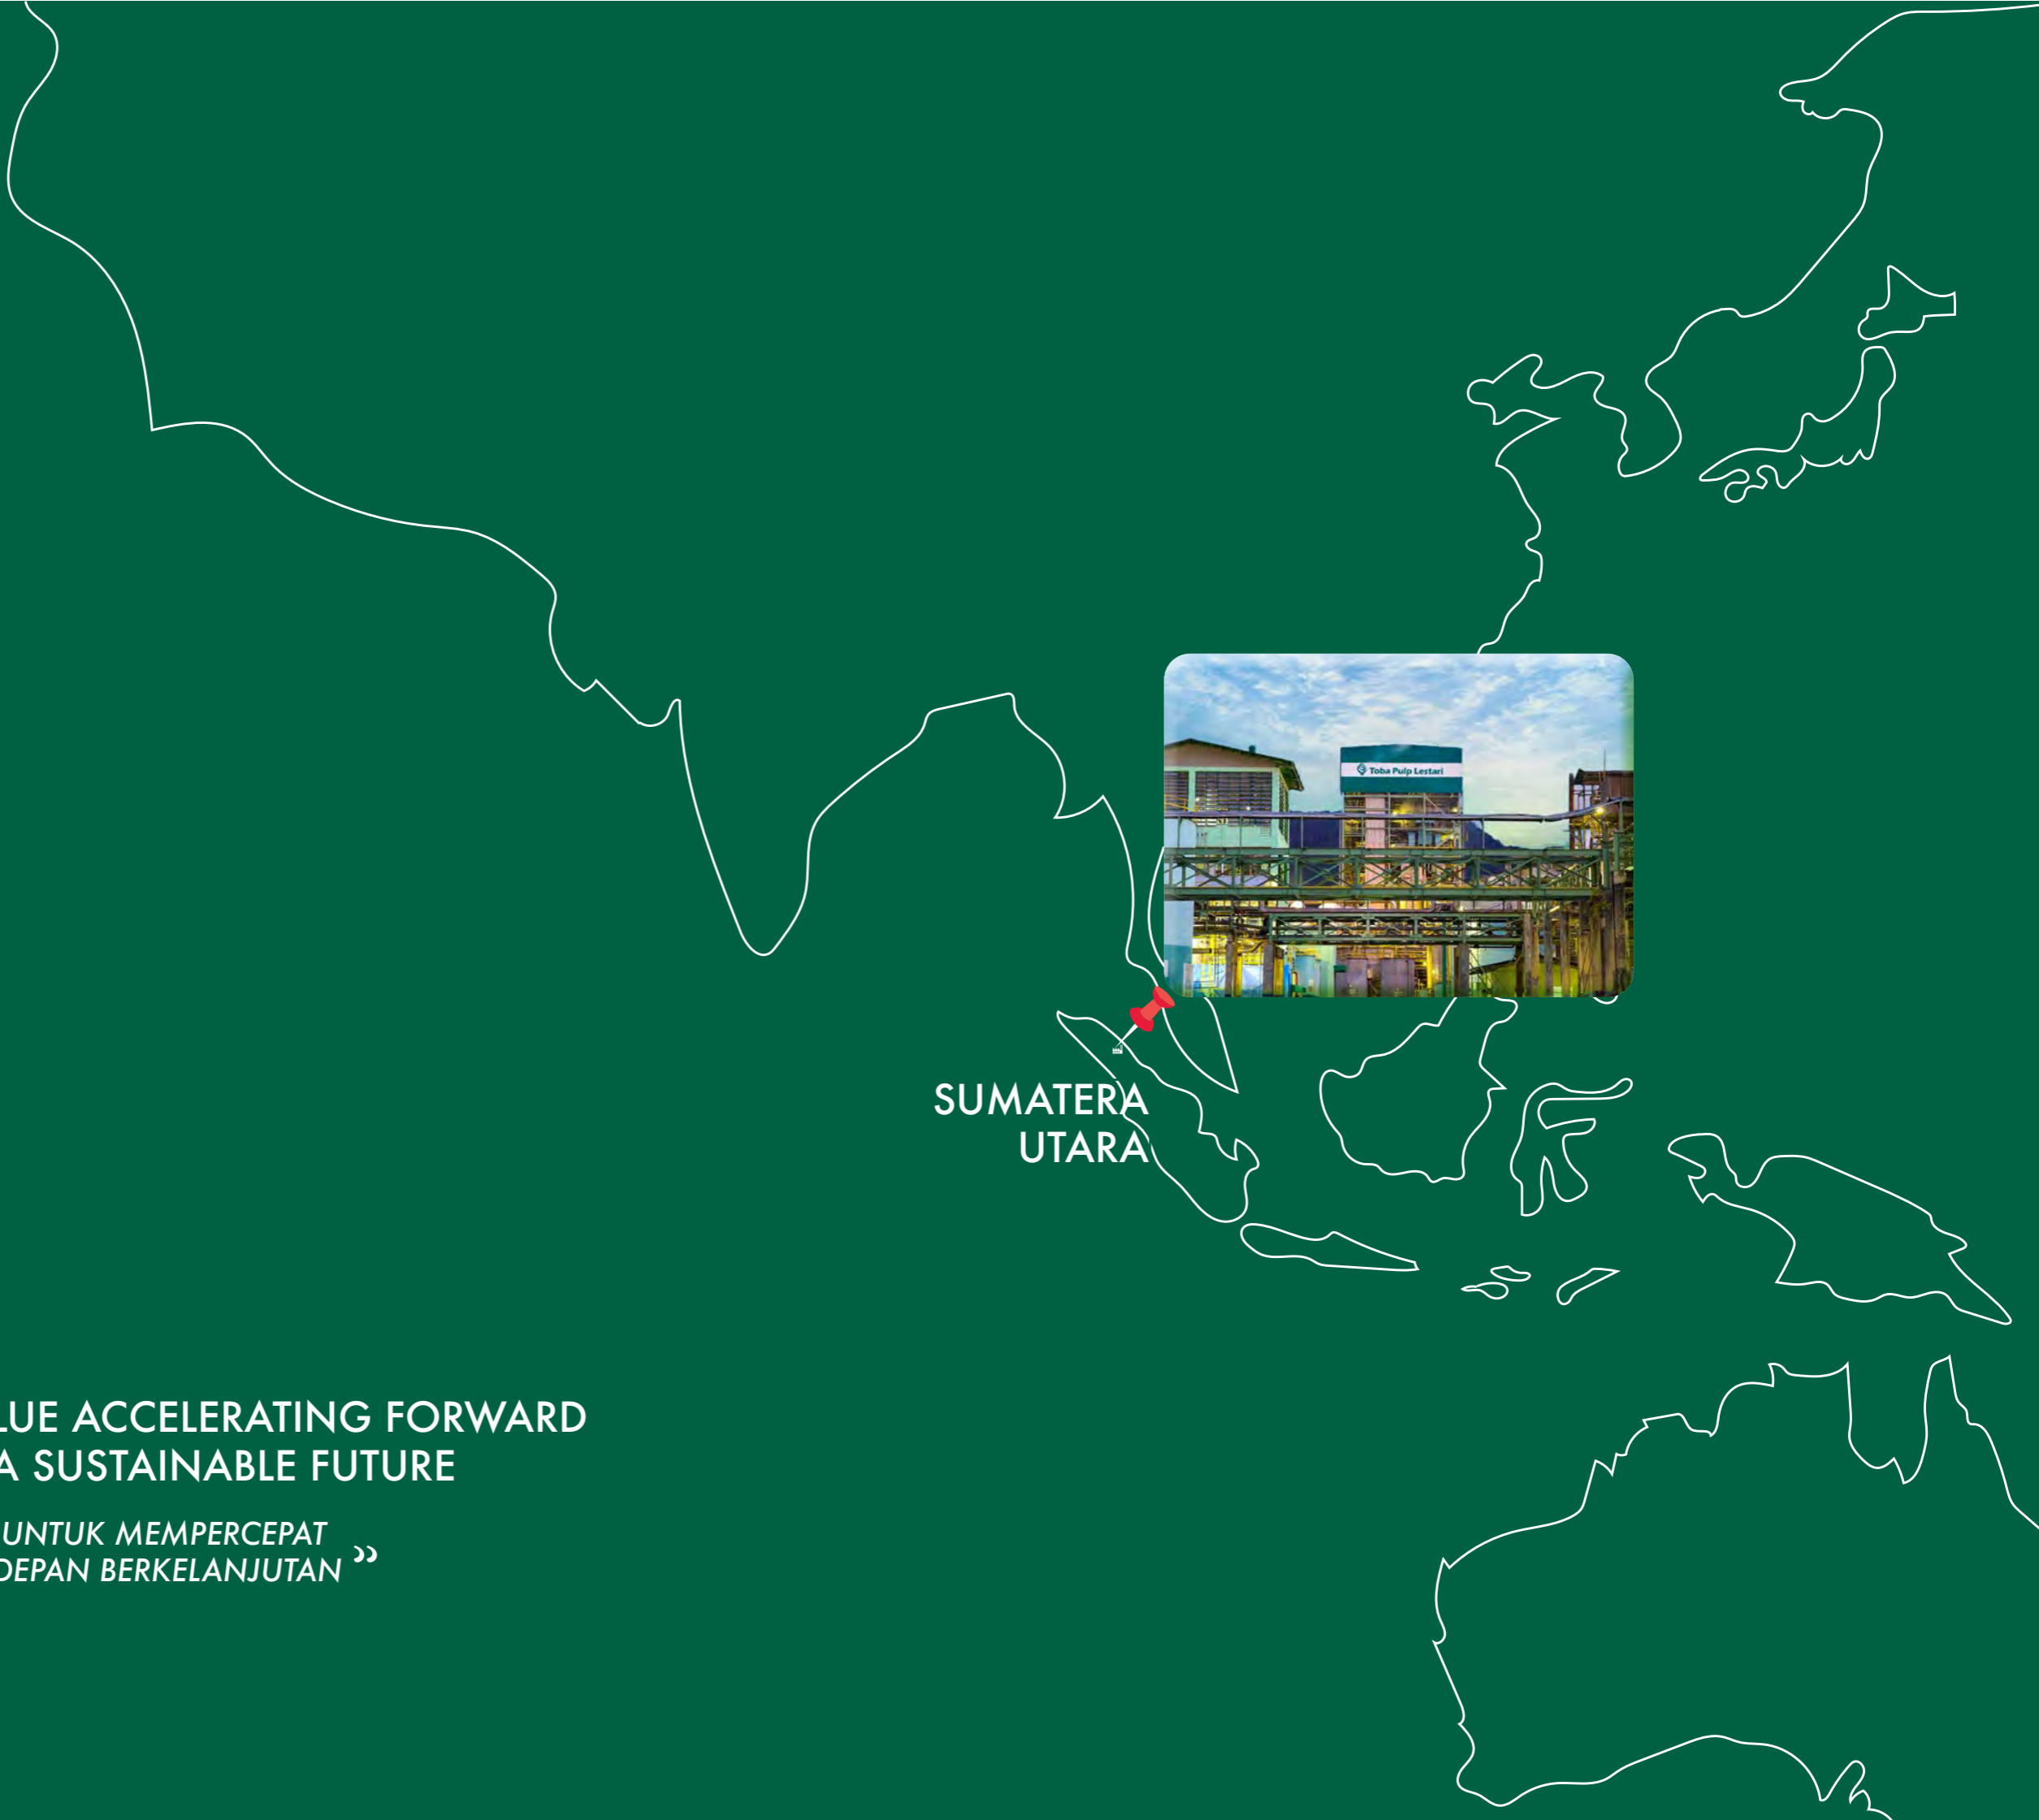 Toba Pulp Lestari
SUMATERA
UTARA
LUE ACCELERATING FORWARD
A SUSTAINABLE FUTURE
UNTUK MEMPERCEPAT
DEPAN BERKELANJUTAN ”